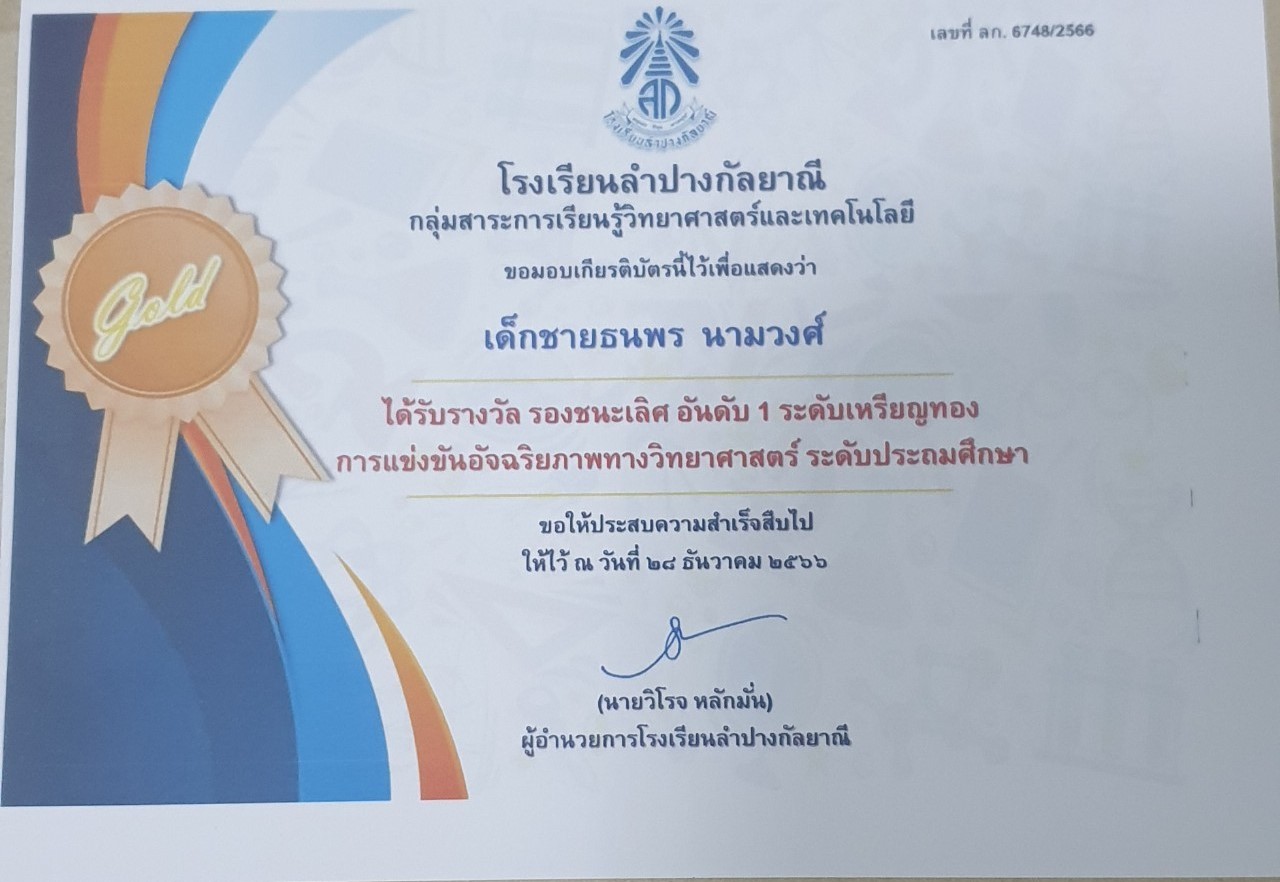 เลขที่ ลก. 6748/2566
ลก
โรงเรียนลำปางกัลยาณี
โรงเรียนลำปางกัลยาณี
กลุ่มสาระการเรียนรู้วิทยาศาสตร์และเทคโนโลยี
ขอมอบเกียรติบัตรนี้ไว้เพื่อแสดงว่า
Gold
เด็กชายธนพร นามวงศ์
ได้รับรางวัล รองชนะเลิศ อันดับ 1 ระดับเหรียญทอง
การแข่งขันอัจฉริยภาพทางวิทยาศาสตร์ ระดับประถมศึกษา
ขอให้ประสบความสำเร็จสืบไป
ให้ไว้ ณ วันที่ ๒๘ ธันวาคม ๒๕๖๖
(นายวิโรจ หลักมั่น)
ผู้อำนวยการโรงเรียนลำปางกัลยาณี